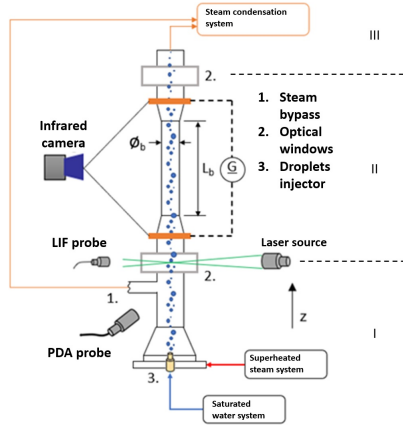 Steam condensation
system
III
2.
1. Steam
bypass
2. Optical
windows
3. Droplets
injector
Infrared
camera
Øb
Lb
G
II
LIF probe
Laser source
2.
1.
z
I
PDA probe
3.
Superheated
steam system
Saturated
water system